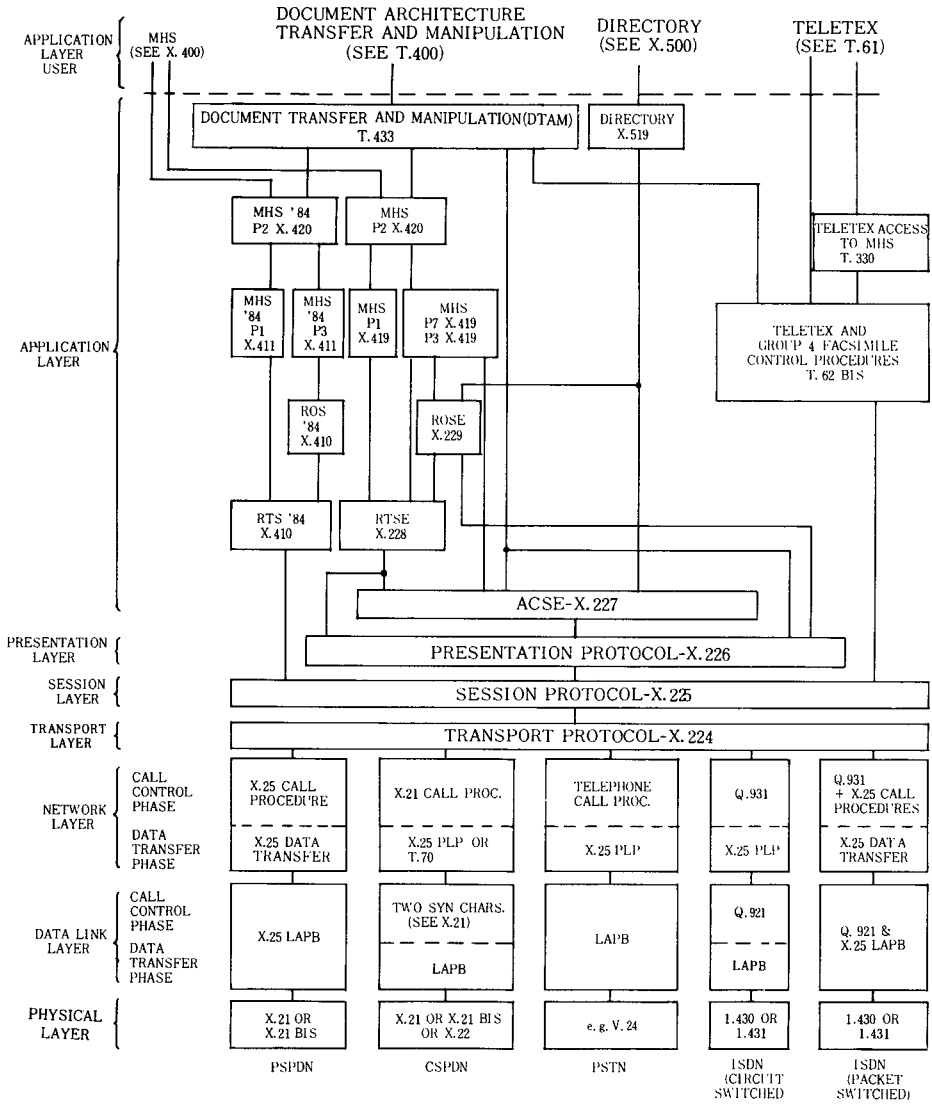 DOCUMENT ARCHITECTURE
TRANSFER AND MANIPULATION
(SEE T.400)
DIRECTORY
(SEE X.500)
TELETEX
(SEE T.61)
APPLICATION
LAYER
USER
MHS
(SEE X.400)
DOCUMENT TRANSFER AND MANIPULATION(DTAM)
T.433
DIRECTORY
X.519
MHS '84
P2 X.420
MHS
P2 X.420
TELETEX ACCESS
TO MHS
T. 330
APPLICATION
LAYER
MHS
'84
P1
X.411
MHS
'84
P3
X.411
MHS
P1
X.419
MHS
P7 X.419
P3 X.419
TELETEX AND
GROUP 4 FACSIMILE
CONTROL PROCEDURES
T. 62 BIS
ROS
'84
X.410
ROSE
X.229
RTS '84
X.410
RTSE
X.228
ACSE-X.227
PRESENTATION
LAYER
PRESENTATION PROTOCOL-X.226
SESSION
LAYER
SESSION PROTOCOL-X.225
TRANSPORT
LAYER
TRANSPORT PROTOCOL-X.224
NETWORK
LAYER
CALL
CONTROL
PHASE
X.25 CALL
PROCEDURE
X.21 CALL PROC.
TELEPHONE
CALL PROC.
Q.931
Q.931
+ X.25 CALL
PROCEDURES
DATA
TRANSFER
PHASE
X.25 DATA
TRANSFER
X.25 PLP OR
T.70
X.25 PLP
X.25 PLP
X.25 DATA
TRANSFER
DATA LINK
LAYER
CALL
CONTROL
PHASE
X.25 LAPB
TWO SYN CHARS.
(SEE X.21)
LAPB
Q.921
Q. 921 &
X.25 LAPB
DATA
TRANSFER
PHASE
LAPB
LAPB
PHYSICAL
LAYER
X.21 OR
X.21 BIS
X.21 OR X.21 BIS
OR X.22
e. g. V. 24
I.430 OR
I.431
I.430 OR
I.431
PSPDN
CSPDN
PSTN
ISDN
(CIRCUIT
SWITCHED)
ISDN
(PACKET
SWITCHED)